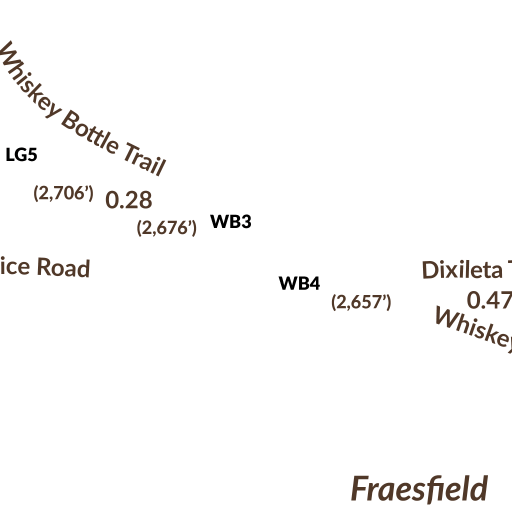 Whiskey Bottle Trail
LG5
(2,706’)
0.28
(2,676’)
WB3
ice Road
WB4
(2,657’)
Dixileta
0.47
Whiskey
Fraesfield